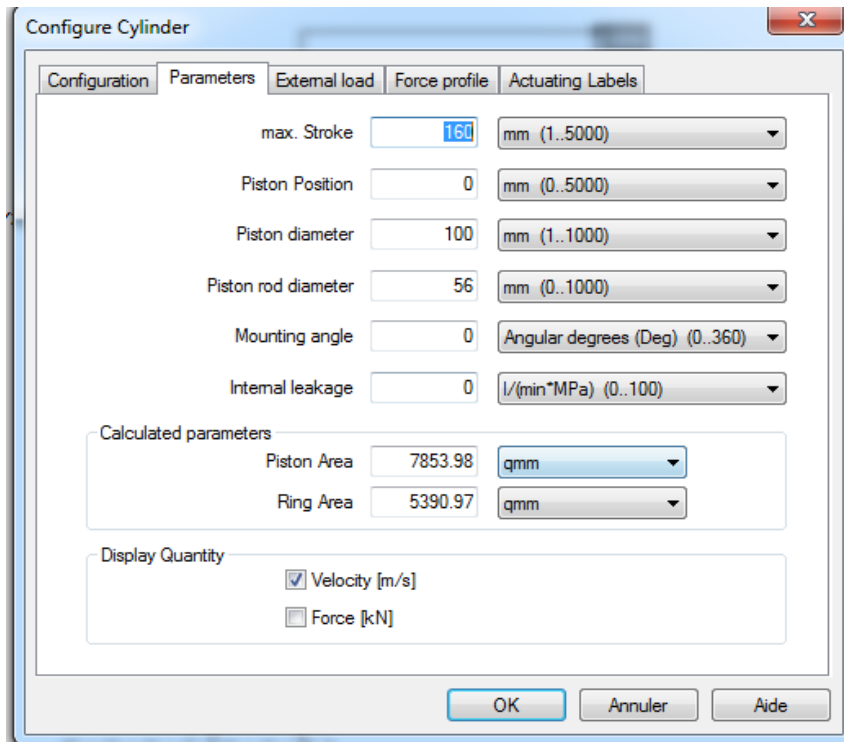 Configure Cylinder
Configuration Parameters External load Force profile Actuating Labels
max. Stroke 160 mm (1..5000)
Piston Position 0 mm (0..5000)
Piston diameter 100 mm (1..1000)
Piston rod diameter 56 mm (0..1000)
Mounting angle 0 Angular degrees (Deg) (0..360)
Internal leakage 0 l/(min*MPa) (0..100)
Calculated parameters
Piston Area 7853.98 qmm
Ring Area 5390.97 qmm
Display Quantity
Velocity [m/s]
Force [kN]
OK Annuler Aide